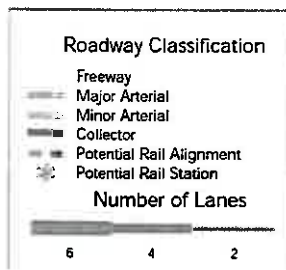 Roadway Classification
Freeway
Major Arterial
Minor Arterial
Collector
Potential Rail Alignment
Potential Rail Station
Number of Lanes
6 4 2